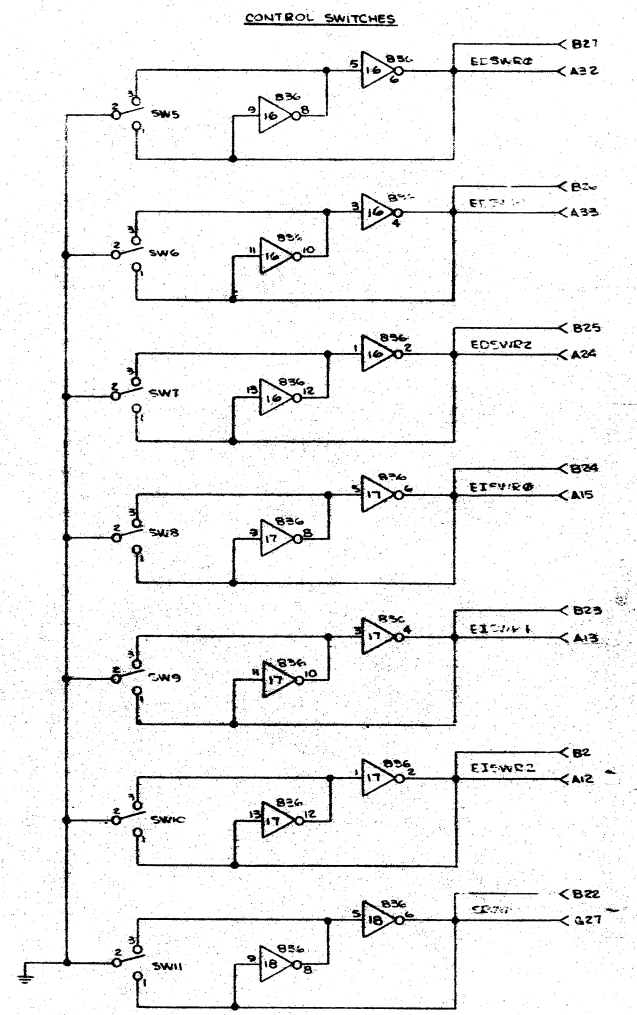 CONTROL SWITCHES
B27
836
5 16 6
EDSWRØ
A32
3
2 SW5
1
836
9 16 8
B26
3 16 4
A33
3
2 SW6
1
836
11 16 10
B25
836
1 16 2
EDSWR2
A24
3
2 SW7
1
836
13 16 12
B24
836
5 17 6
EISWRØ
A15
3
2 SW8
1
836
9 17 8
B23
836
3 17 4
A13
3
2 SW9
1
836
11 17 10
B2
836
1 17 2
EISWR2
A12
3
2 SW10
1
836
13 17 12
B22
836
5 18 6
3
2 SW11
1
836
9 18 8